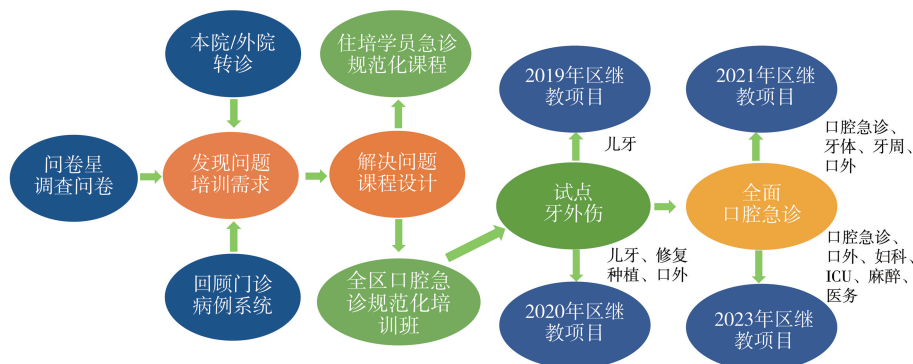 问卷星
调查问卷
本院/外院
转诊
发现问题
培训需求
回顾门诊
病例系统
住培学员急诊
规范化课程
解决问题
课程设计
全区口腔急
诊规范化培
训班
2019年区继
教项目
儿牙
试点
牙外伤
儿牙、修复
种植、口外
2020年区继
教项目
2021年区继
教项目
口腔急诊、
牙体、牙周、
口外
全面
口腔急诊
口腔急诊、
口外、妇科、
ICU、麻醉、
医务
2023年区继
教项目